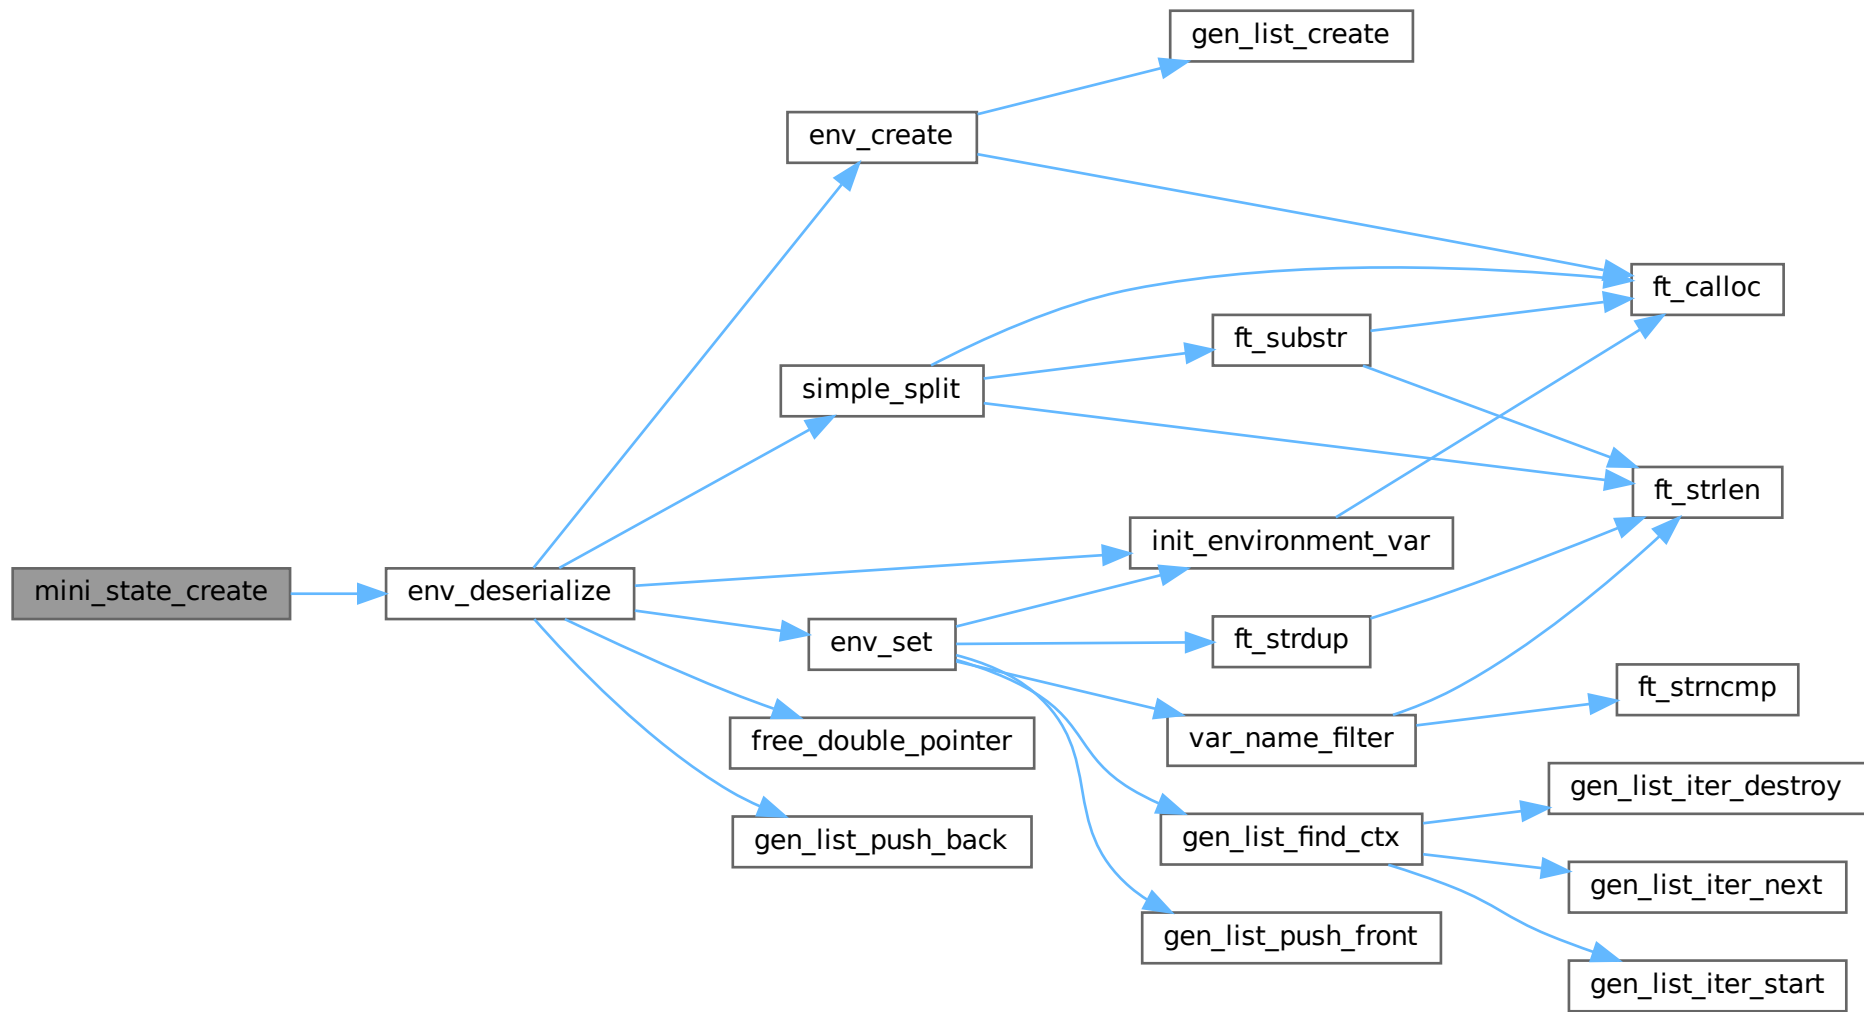 gen_list_create
env_create
ft_calloc
ft_substr
simple_split
ft_strlen
init_environment_var
mini_state_create
env_deserialize
env_set
ft_strdup
ft_strncmp
free_double_pointer
var_name_filter
gen_list_iter_destroy
gen_list_push_back
gen_list_find_ctx
gen_list_iter_next
gen_list_push_front
gen_list_iter_start